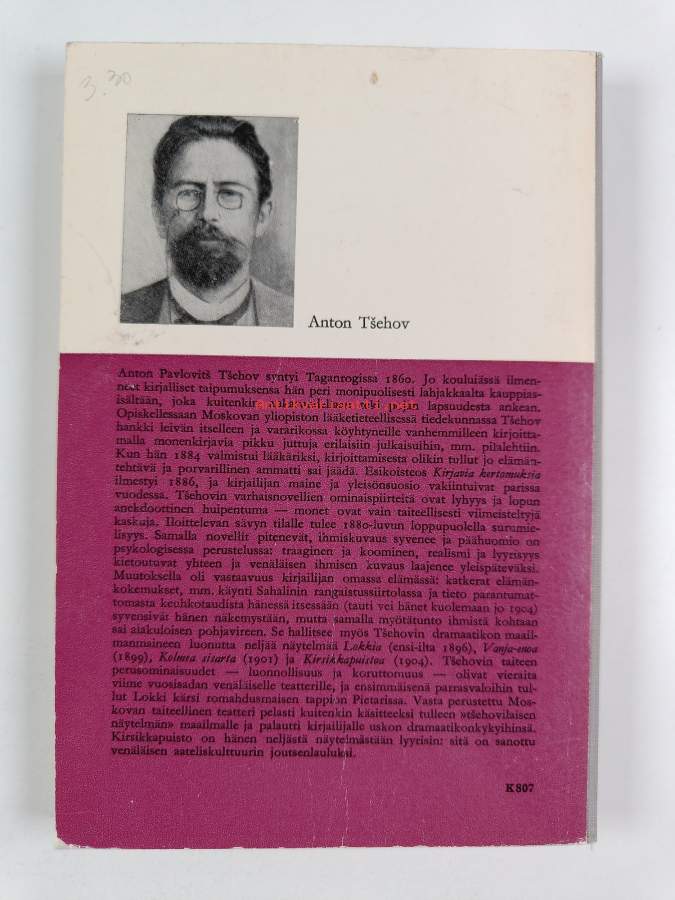 3.30
Anton Tšehov
Anton Pavlovitš Tšehov syntyi Taganrogissa 1860. Jo kouluiässä ilmen-
neet kirjalliset taipumuksensa hän peri monipuolisesti lahjakkaalta kauppias-
isältään, joka kuitenkin teki lapsuudesta ankean.
Opiskellessaan Moskovan yliopiston lääketieteellisessä tiedekunnassa Tšehov
hankki leivän itselleen ja vararikossa köyhtyneille vanhemmilleen kirjoitta-
malla monenkirjavia pikku juttuja erilaisiin julkaisuihin, mm. pilalehtiin.
Kun hän 1884 valmistui lääkäriksi, kirjoittamisesta olikin tullut jo elämän-
tehtävä ja porvarillinen ammatti sai jäädä. Esikoisteos Kirjavia kertomuksia
ilmestyi 1886, ja kirjailijan maine ja yleisönsuosio vakiintuivat parissa
vuodessa. Tšehovin varhaisnovellien ominaispiirteitä ovat lyhyys ja lopun
anekdoottinen huipentuma — monet ovat vain taiteellisesti viimeisteltyjä
kaskuja. Iloittelevan sävyn tilalle tulee 1880-luvun loppupuolella surumie-
lisyys. Samalla novellit pitenevät, ihmiskuvaus syvenee ja päähuomio on
psykologisessa perustelussa: traaginen ja koominen, realismi ja lyyrisyys
kietoutuvat yhteen ja venäläisen ihmisen kuvaus laajenee yleispäteväksi.
Muutoksella oli vastaavuus kirjailijan omassa elämässä: katkerat elämän-
kokemukset, mm. käynti Sahalinin rangaistussiirtolassa ja tieto parantumat-
tomasta keuhkotaudista hänessä itsessään (tauti vei hänet kuolemaan jo 1904)
syvensivät hänen näkemystään, mutta samalla myötätunto ihmistä kohtaan
sai aiakuloisen pohjavireen. Se hallitsee myös Tšehovin dramaatikon maail-
manmaineen luonutta neljää näytelmää Lokkia (ensi-ilta 1896), Vanja-enoa
(1899), Kolmea sisarta (1901) ja Kirsikkapuistoa (1904). Tšehovin taiteen
perusominaisuudet — luonnollisuus ja koruttomuus — olivat vieraita
viime vuosisadan venäläiselle teatterille, ja ensimmäisenä parrasvaloihin tul-
lut Lokki kärsi romahdusmaisen tappion Pietarissa. Vasta perustettu Mos-
kovan taiteellinen teatteri pelasti kuitenkin käsitteeksi tulleen »tšehovilaisen
näytelmän» maailmalle ja palautti kirjailijalle uskon dramaatikonkykyihinsä.
Kirsikkapuisto on hänen neljästä näytelmästään lyyrisin: sitä on sanottu
venäläisen aateliskulttuurin joutsenlauluksi.
K807